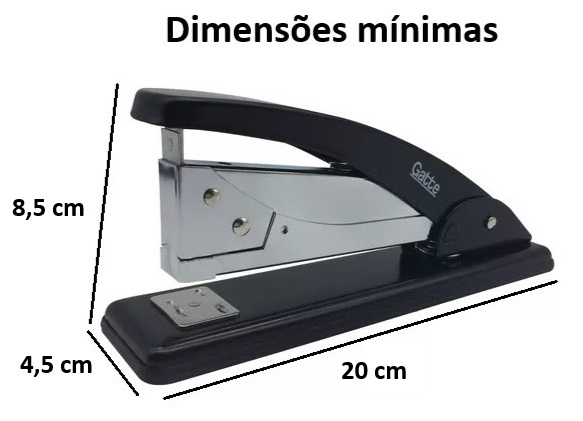 Dimensões mínimas
Gatte
8,5 cm
4,5 cm
20 cm